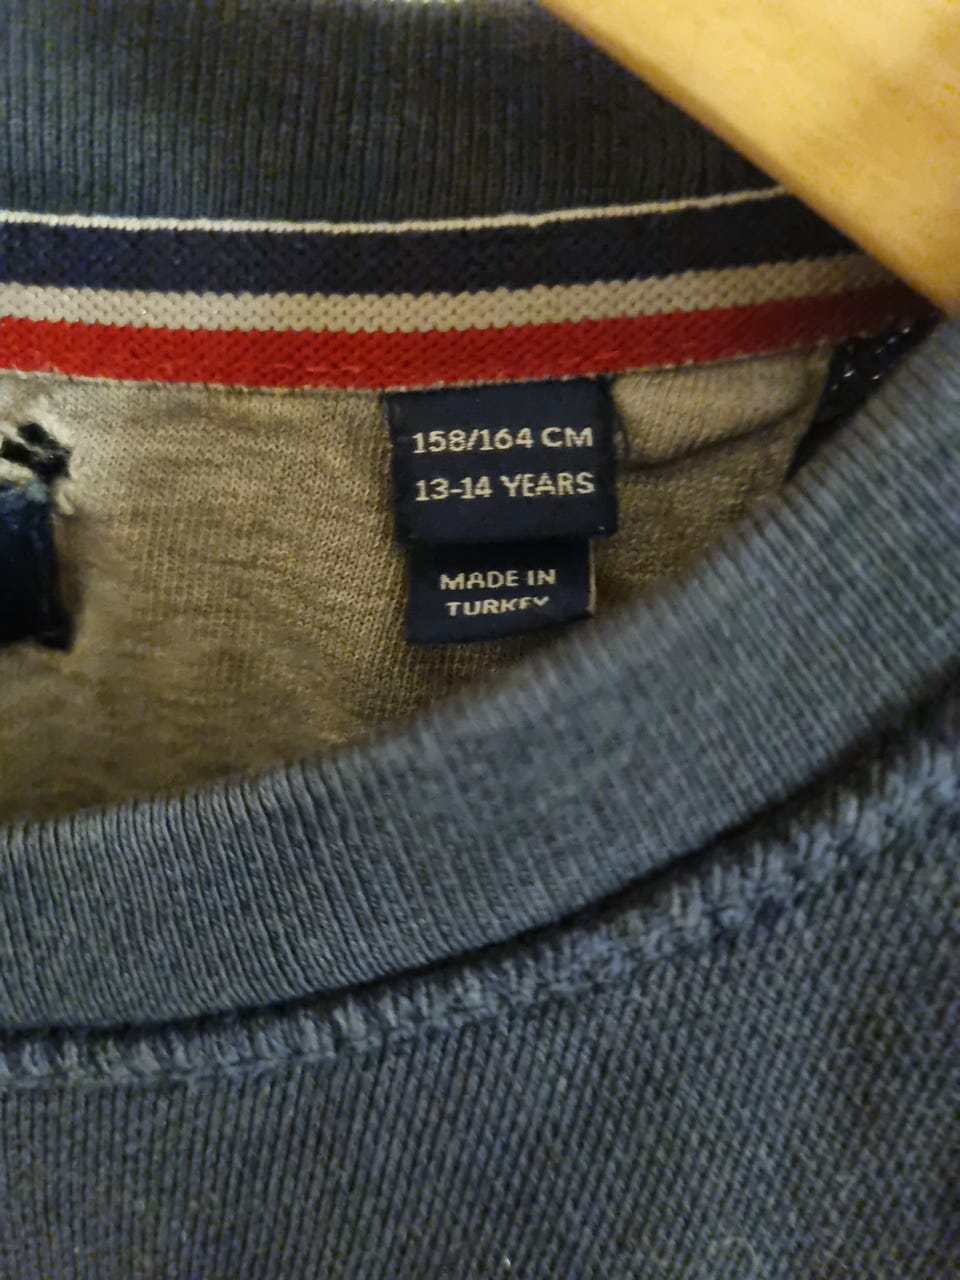 158/164 CM
13-14 YEARS
MADE IN
TURKEY